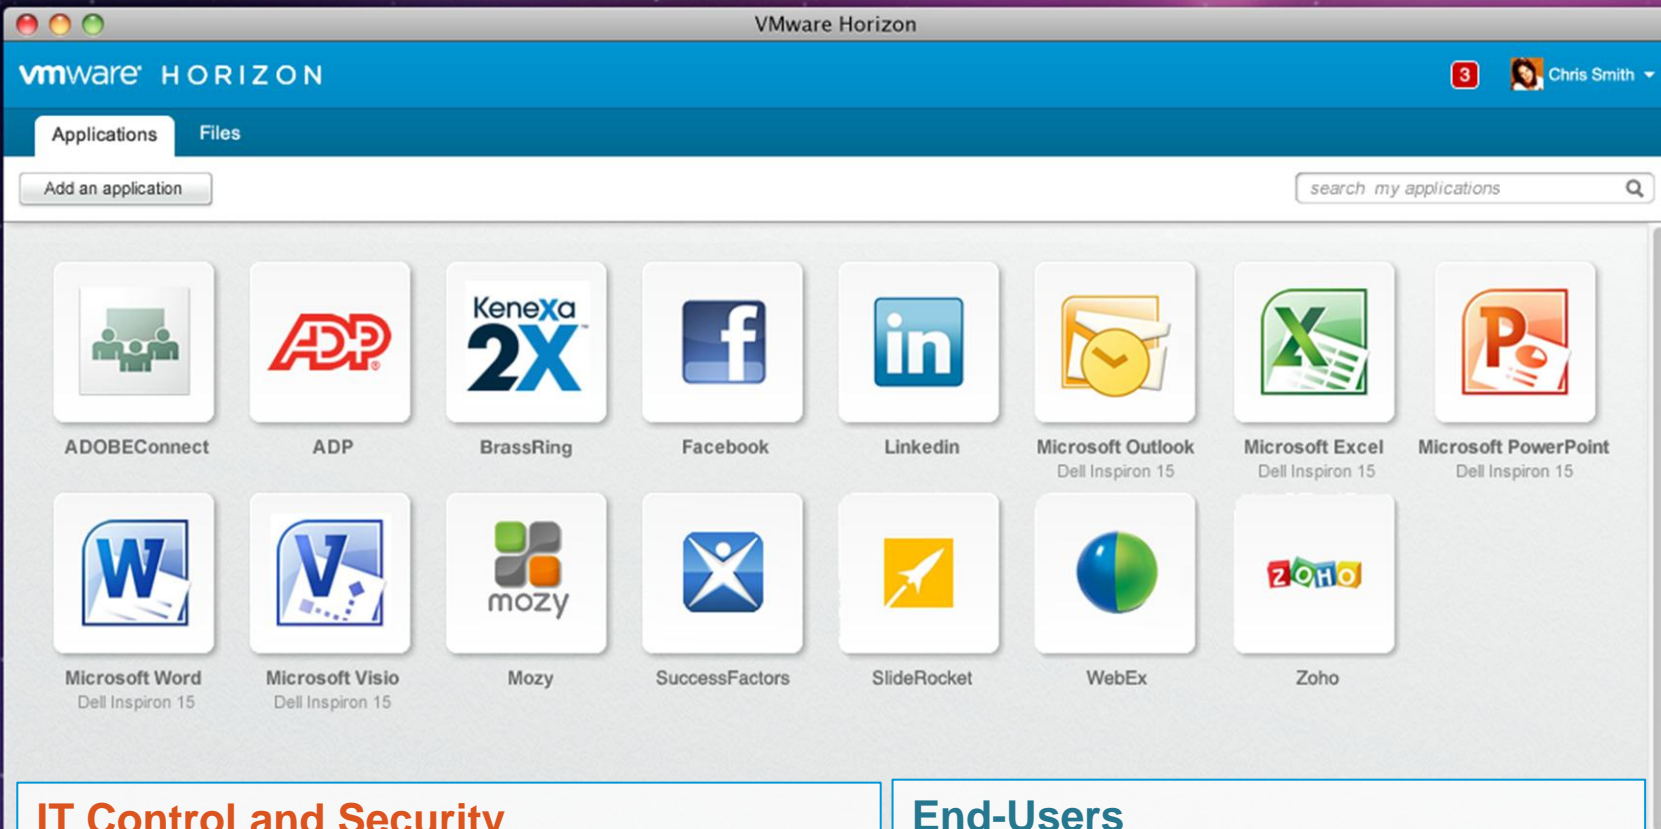 VMware Horizon
vmware HORIZON
3
Chris Smith
Applications
Files
Add an application
search my applications
ADP
Kenexa
2X
f
in
X
P
ADOBEConnect
ADP
BrassRing
Facebook
Linkedin
Microsoft Outlook
Dell Inspiron 15
Microsoft Excel
Dell Inspiron 15
Microsoft PowerPoint
Dell Inspiron 15
W
V
mozy
ZOHO
Microsoft Word
Dell Inspiron 15
Microsoft Visio
Dell Inspiron 15
Mozy
SuccessFactors
SlideRocket
WebEx
Zoho
IT Control and Security
End-Users